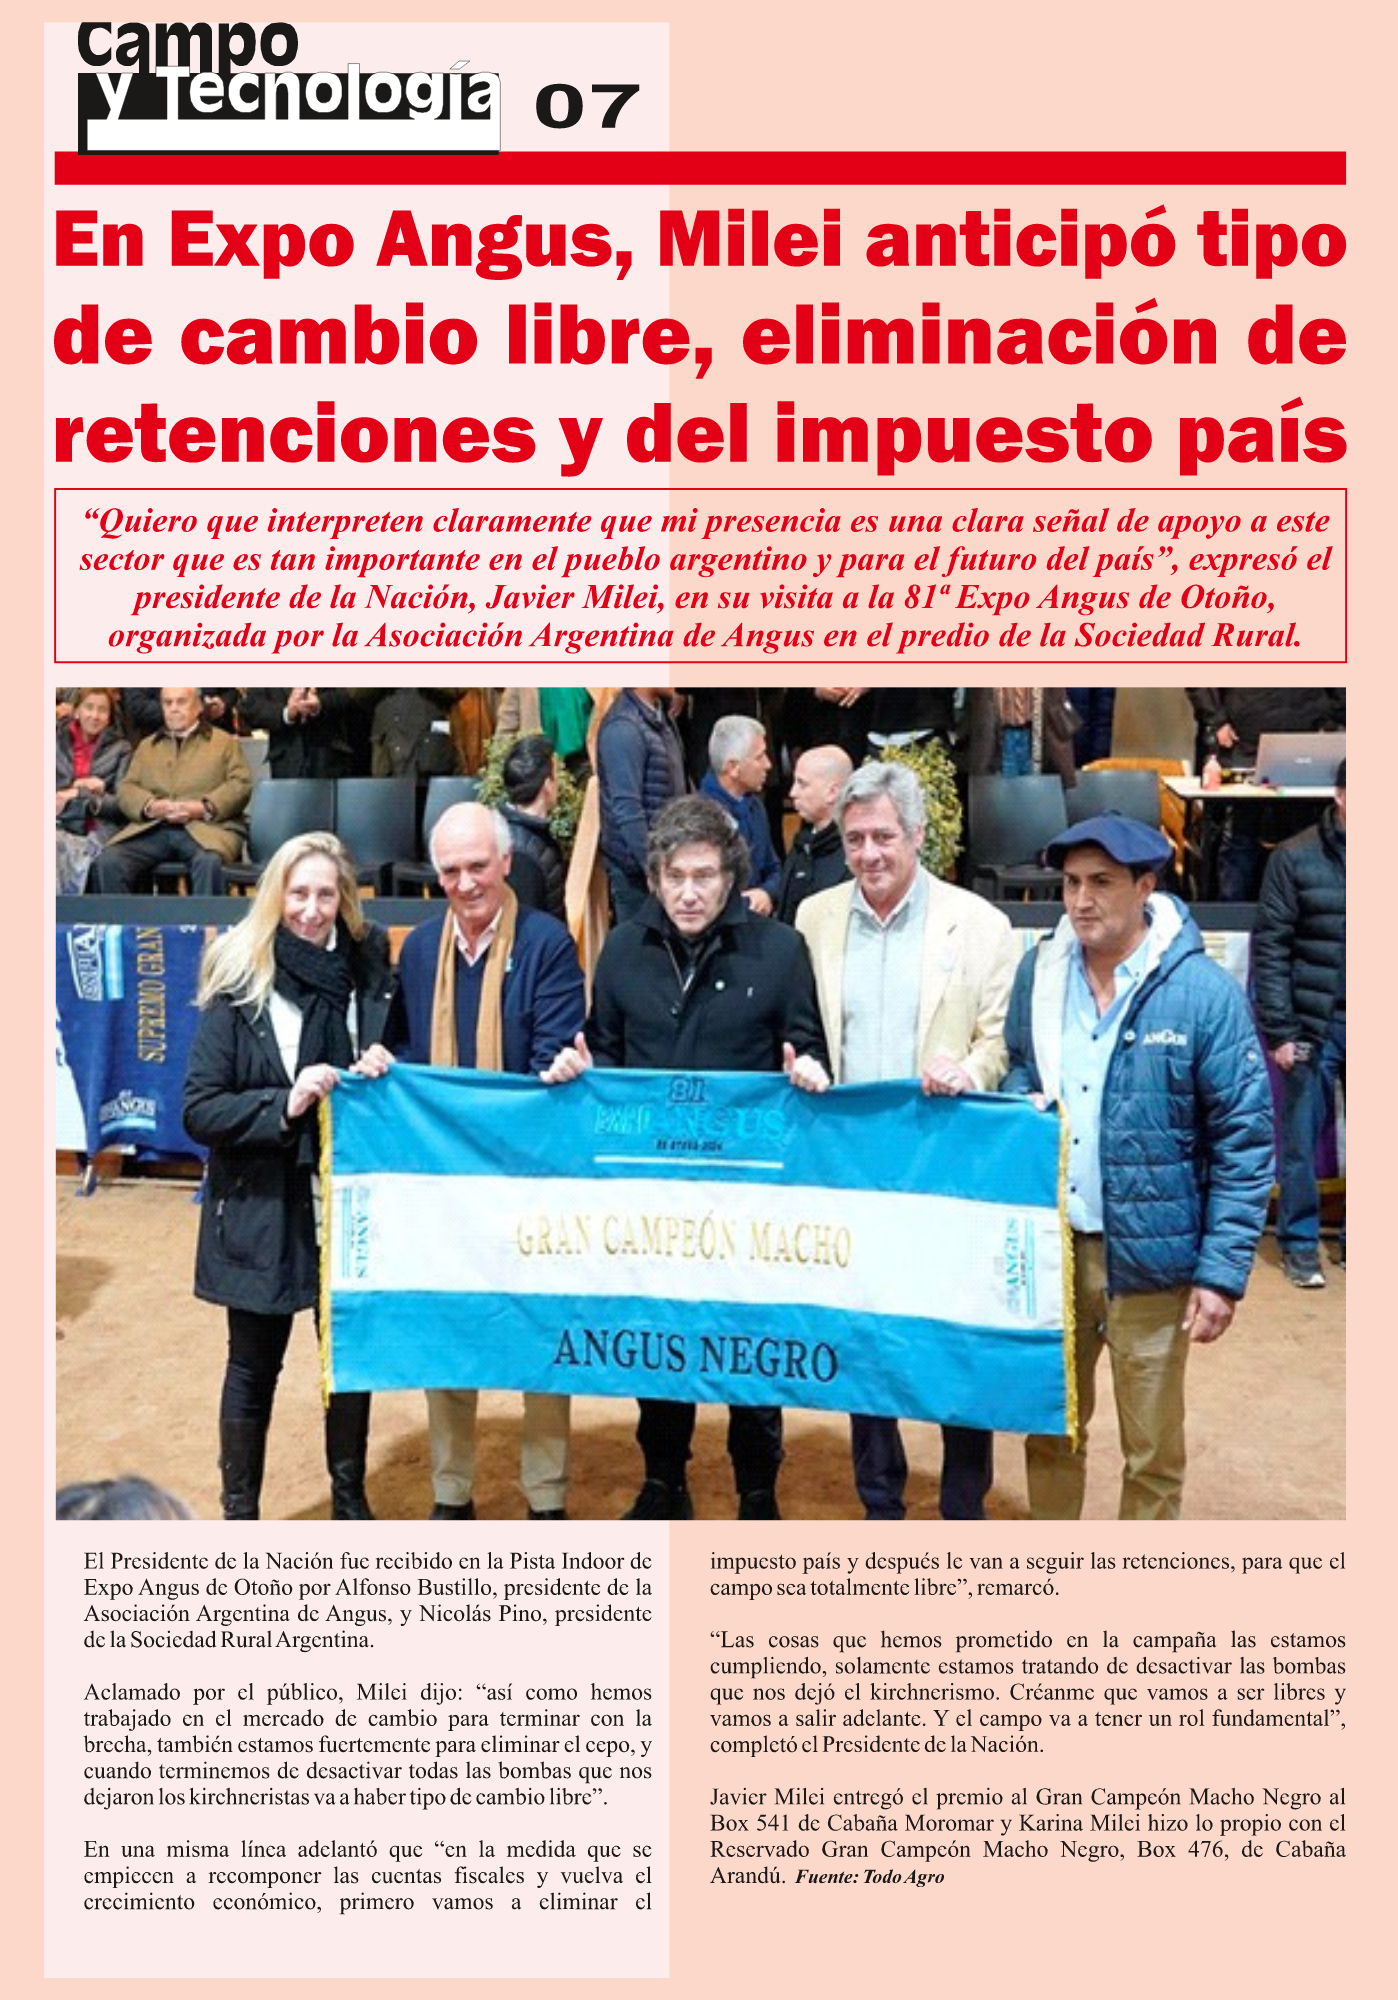 Campo
y Tecnología
07
En Expo Angus, Milei anticipó tipo
de cambio libre, eliminación de
retenciones y del impuesto país
“Quiero que interpreten claramente que mi presencia es una clara señal de apoyo a este
sector que es tan importante en el pueblo argentino y para el futuro del país”, expresó el
presidente de la Nación, Javier Milei, en su visita a la 81ª Expo Angus de Otoño,
organizada por la Asociación Argentina de Angus en el predio de la Sociedad Rural.
SUPREMO GRAN
ANGUS
ANGUS
81
ANGUS
GRAN CAMPEÓN MACHO
ANGUS
ANGUS
ANGUS NEGRO
El Presidente de la Nación fue recibido en la Pista Indoor de
Expo Angus de Otoño por Alfonso Bustillo, presidente de la
Asociación Argentina de Angus, y Nicolás Pino, presidente
de la Sociedad Rural Argentina.
Aclamado por el público, Milei dijo: “así como hemos
trabajado en el mercado de cambio para terminar con la
brecha, también estamos fuertemente para eliminar el cepo, y
cuando terminemos de desactivar todas las bombas que nos
dejaron los kirchneristas va a haber tipo de cambio libre”.
En una misma línea adelantó que “en la medida que se
empiecen a recomponer las cuentas fiscales y vuelva el
crecimiento económico, primero vamos a eliminar el
impuesto país y después le van a seguir las retenciones, para que el
campo sea totalmente libre”, remarcó.
“Las cosas que hemos prometido en la campaña las estamos
cumpliendo, solamente estamos tratando de desactivar las bombas
que nos dejó el kirchnerismo. Créanme que vamos a ser libres y
vamos a salir adelante. Y el campo va a tener un rol fundamental”,
completó el Presidente de la Nación.
Javier Milei entregó el premio al Gran Campeón Macho Negro al
Box 541 de Cabaña Moromar y Karina Milei hizo lo propio con el
Reservado Gran Campeón Macho Negro, Box 476, de Cabaña
Arandú. Fuente: Todo Agro